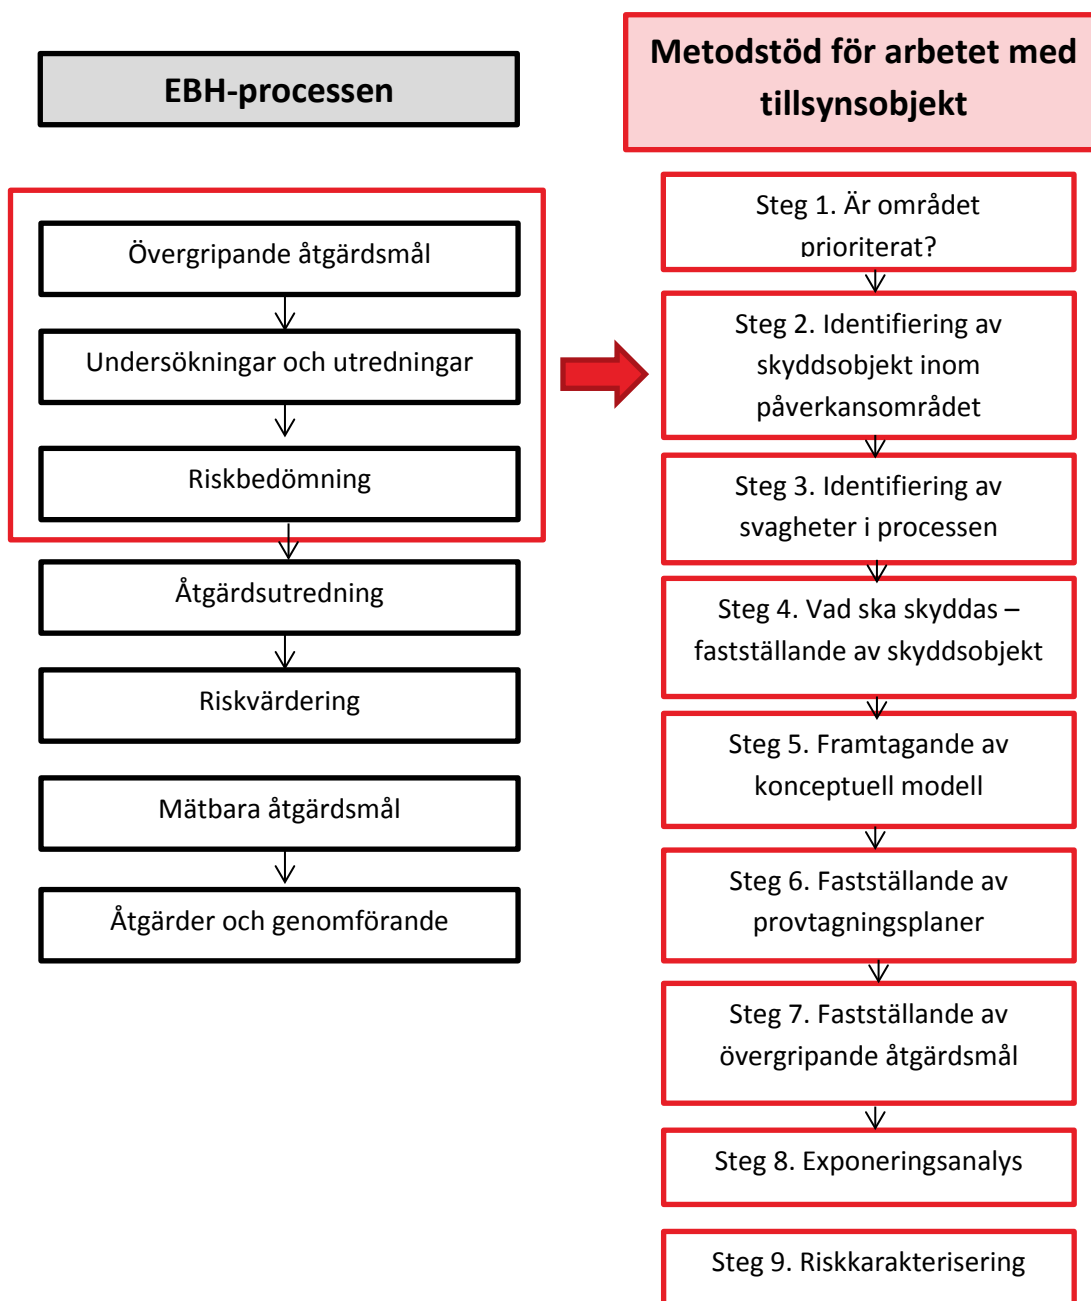 EBH-processen
Övergripande åtgärdsmål
Undersökningar och utredningar
Riskbedömning
Åtgärdsutredning
Riskvärdering
Mätbara åtgärdsmål
Åtgärder och genomförande
Metodstöd för arbetet med
tillsynsobjekt
Steg 1. Är området
prioriterat?
Steg 2. Identifiering av
skyddsobjekt inom
påverkansområdet
Steg 3. Identifiering av
svagheter i processen
Steg 4. Vad ska skyddas –
fastställande av skyddsobjekt
Steg 5. Framtagande av
konceptuell modell
Steg 6. Fastställande av
provtagningsplaner
Steg 7. Fastställande av
övergripande åtgärdsmål
Steg 8. Exponeringsanalys
Steg 9. Riskkarakterisering